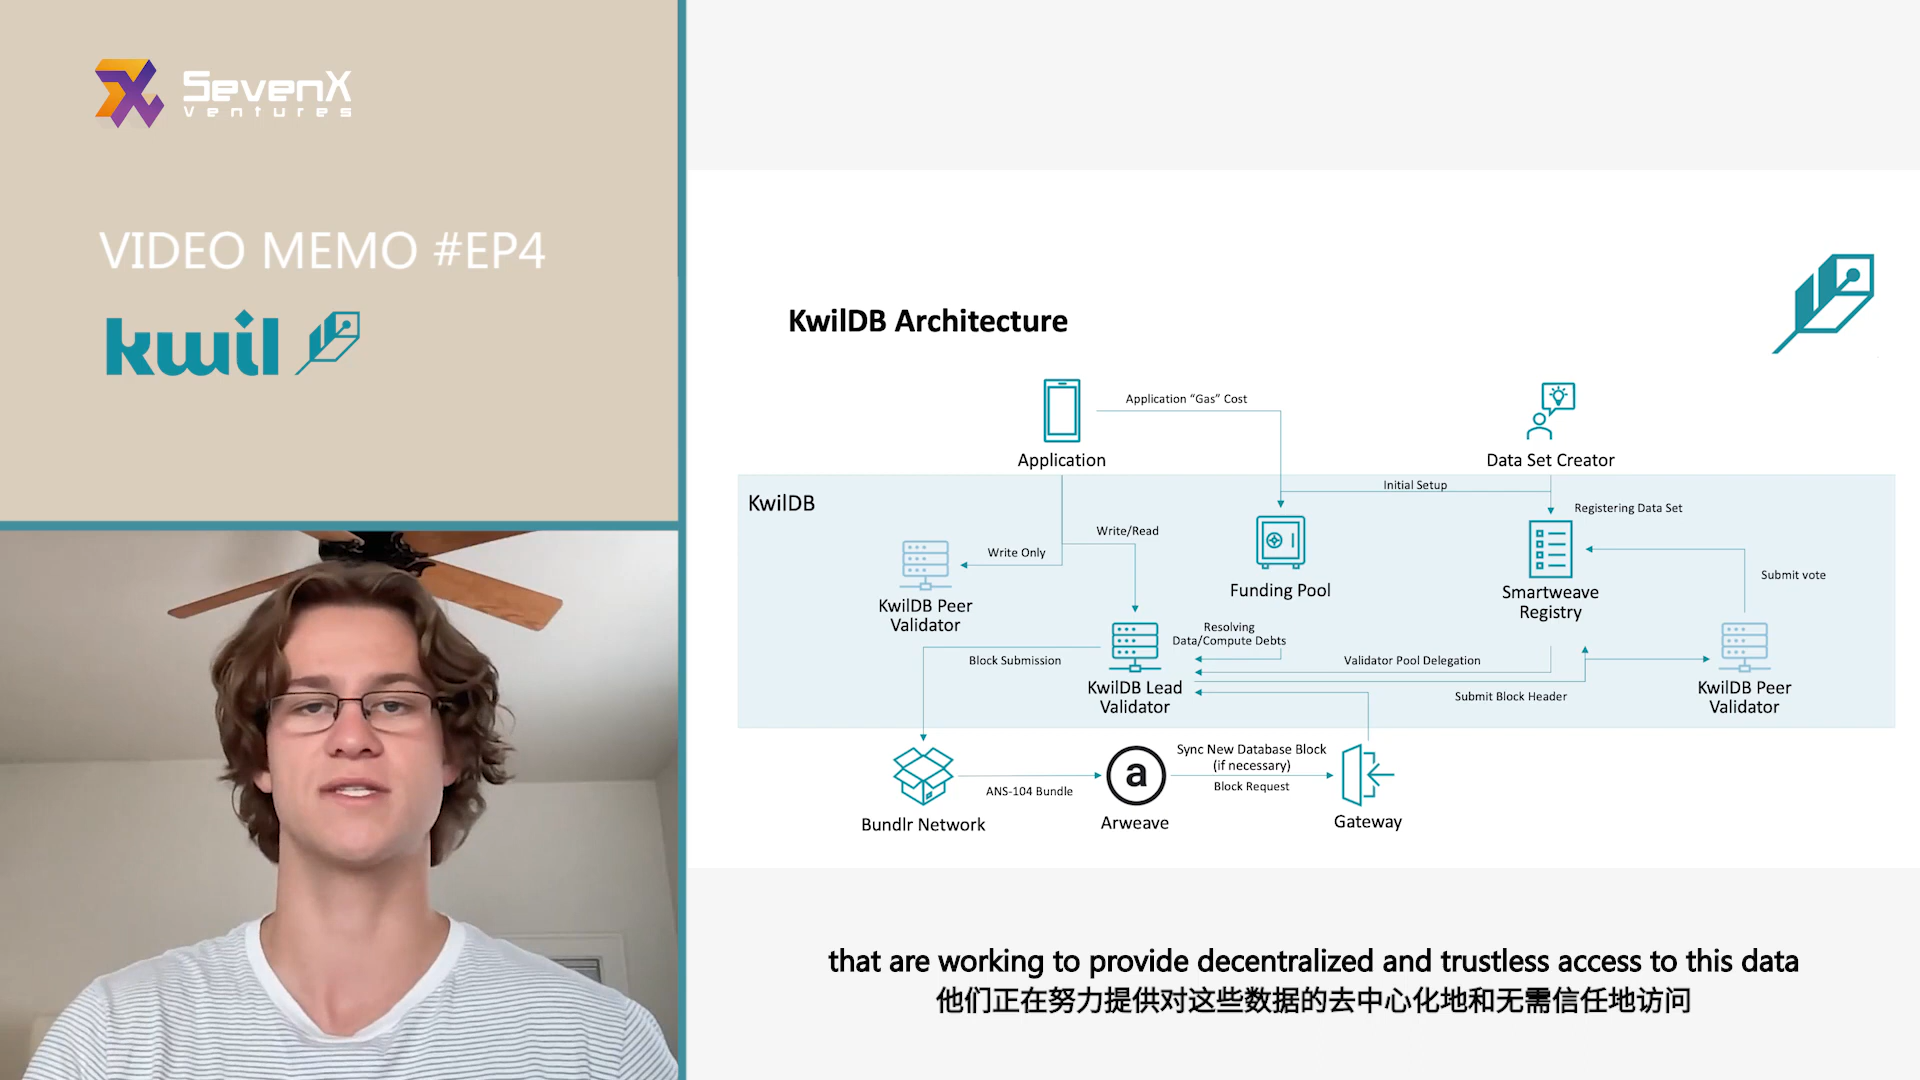 SevenX
Ventures
VIDEO MEMO #EP4
kwil
KwilDB Architecture
Application "Gas" Cost
Application
Data Set Creator
KwilDB
Initial Setup
Registering Data Set
Write/Read
Write Only
Submit vote
Funding Pool
Smartweave
Registry
KwilDB Peer
Validator
Resolving
Data/Compute Debts
Block Submission
Validator Pool Delegation
KwilDB Lead
Validator
Submit Block Header
KwilDB Peer
Validator
Sync New Database Block
(if necessary)
a
ANS-104 Bundle
Block Request
Bundlr Network
Arweave
Gateway
that are working to provide decentralized and trustless access to this data
他们正在努力提供对这些数据的去中心化地和无需信任地访问